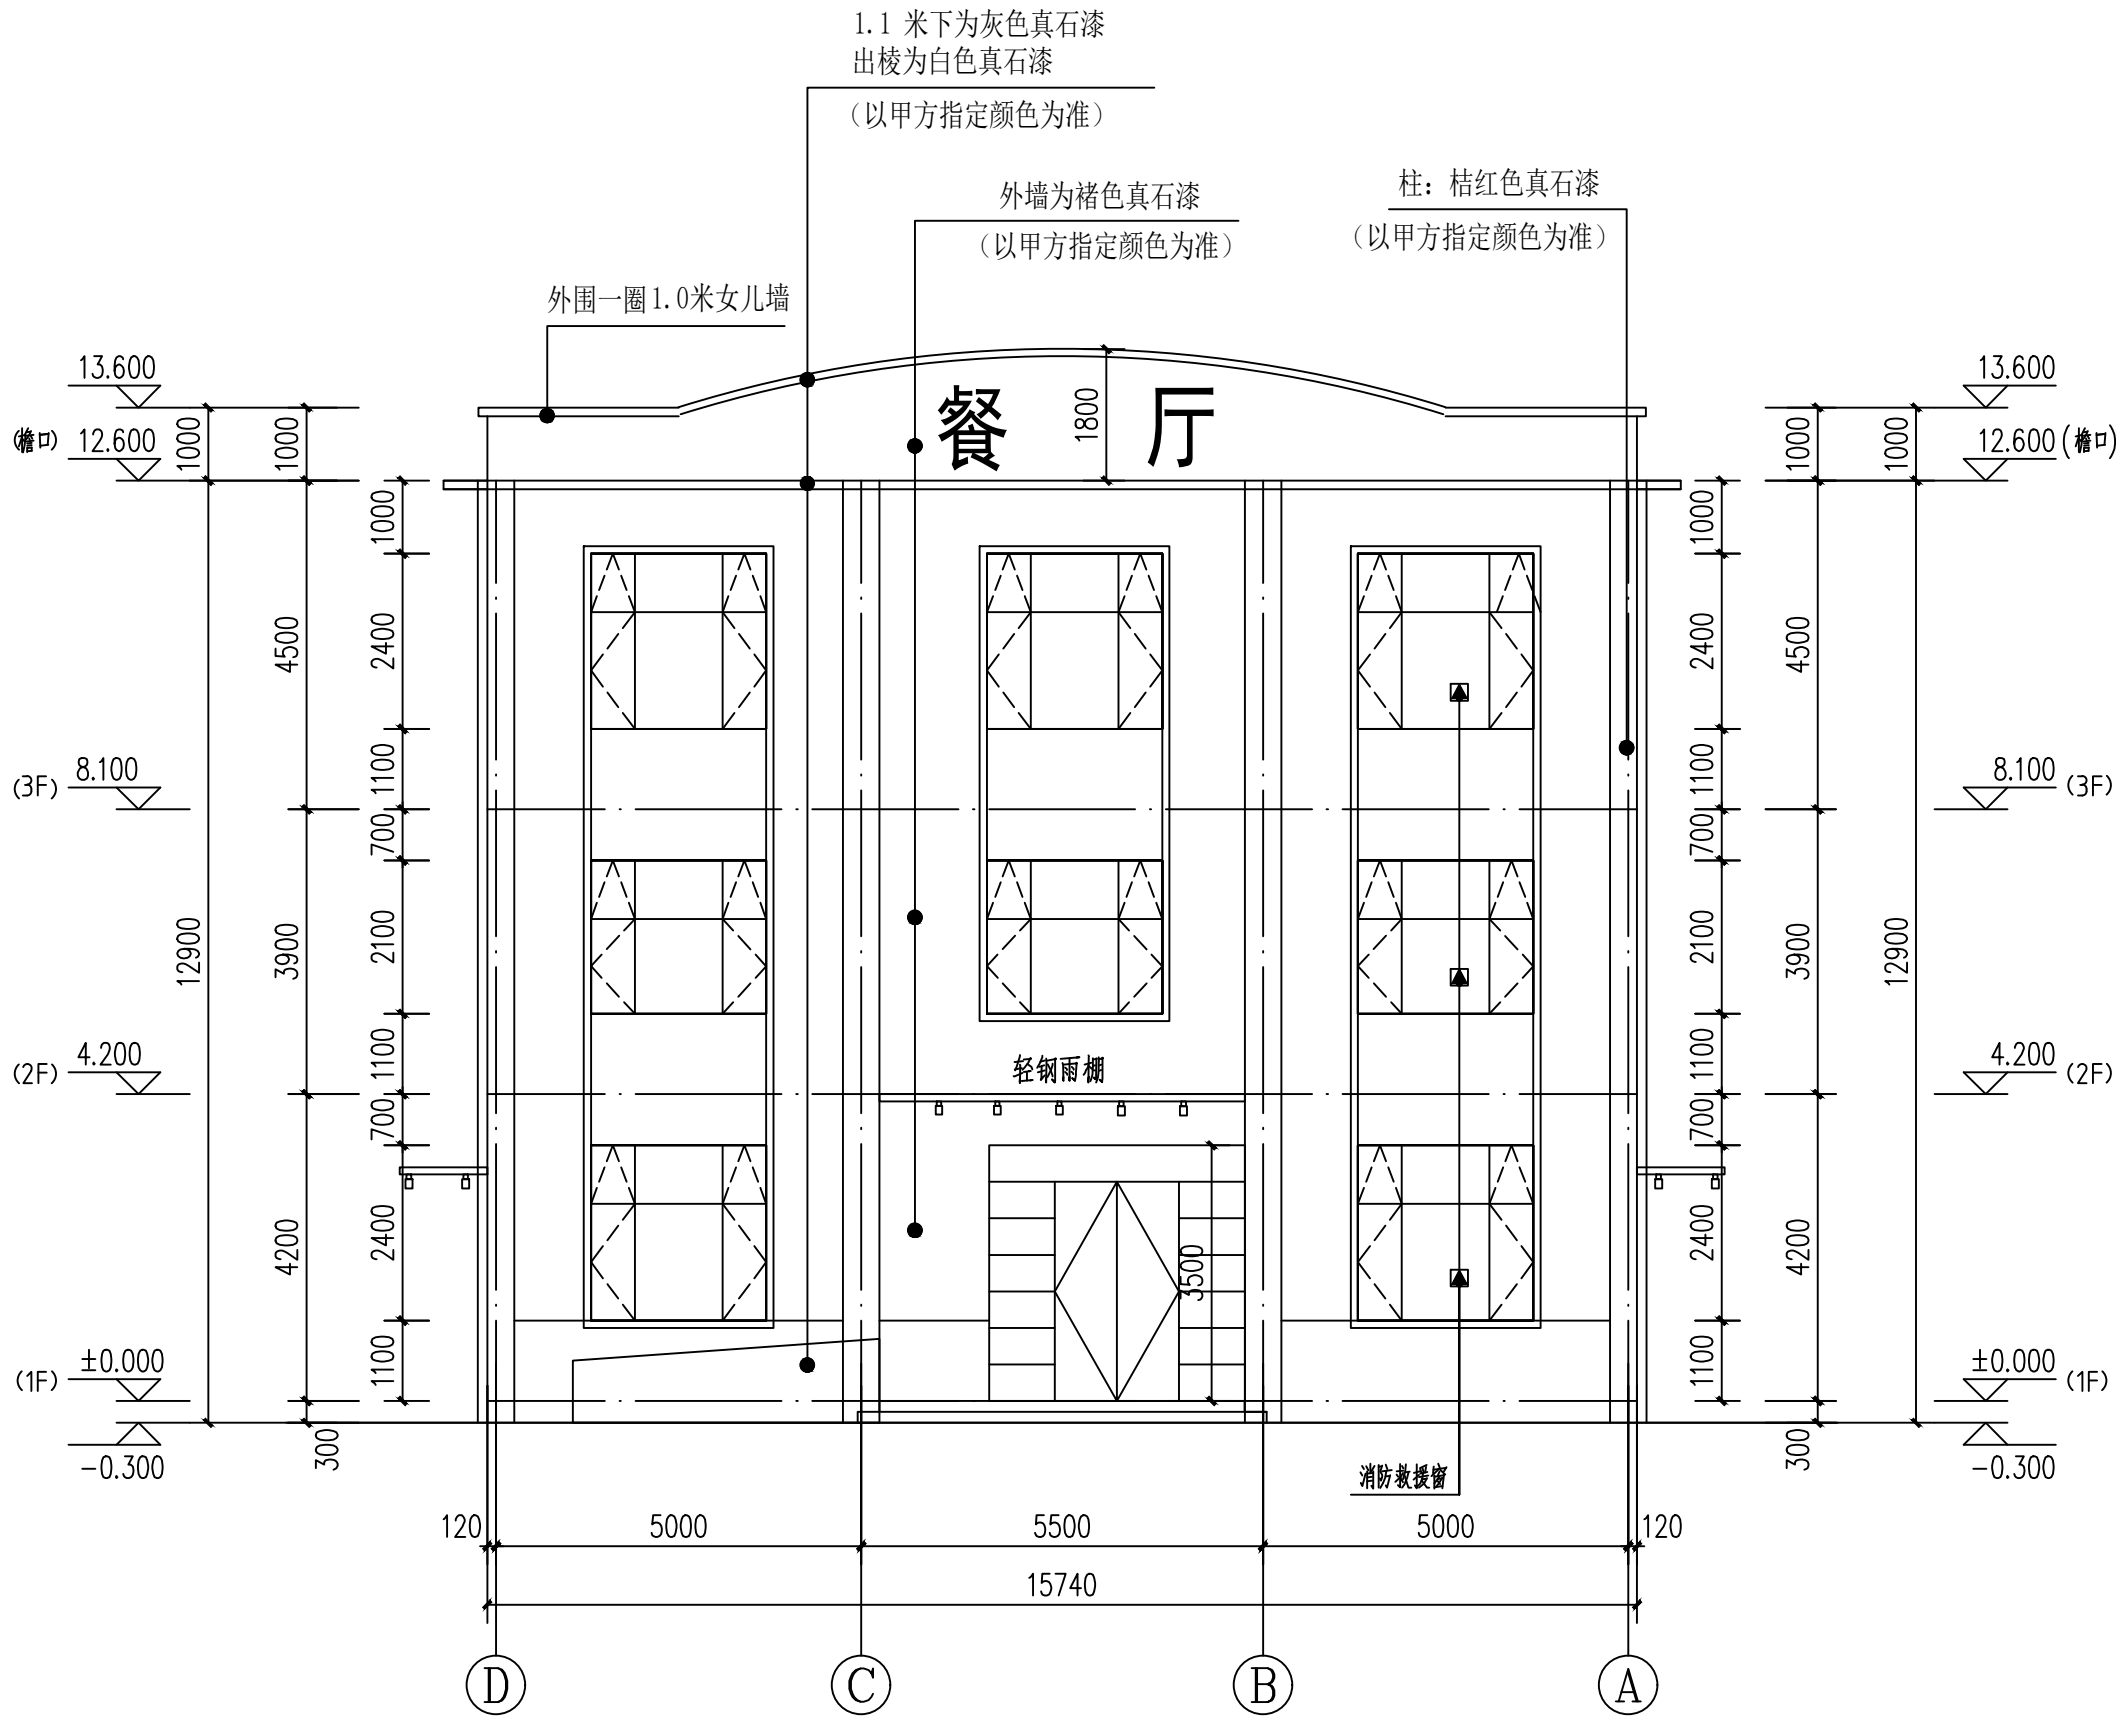 1.1 米下为灰色真石漆
出棱为白色真石漆
（以甲方指定颜色为准）
外墙为褚色真石漆
（以甲方指定颜色为准）
柱：桔红色真石漆
（以甲方指定颜色为准）
外围一圈1.0米女儿墙
餐 厅
1800
13.600
(檐口) 12.600
(3F) 8.100
(2F) 4.200
(1F) ±0.000
-0.300
1000
12900
1000
4500
3900
4200
300
1000
2400
1100
700
2100
1100
700
2400
1100
轻钢雨棚
3500
消防救援窗
1000
2400
1100
700
2100
1100
700
2400
1100
1000
4500
3900
4200
300
1000
12900
13.600
12.600(檐口)
8.100 (3F)
4.200 (2F)
±0.000 (1F)
-0.300
120 5000 5500 5000 120
15740
D C B A